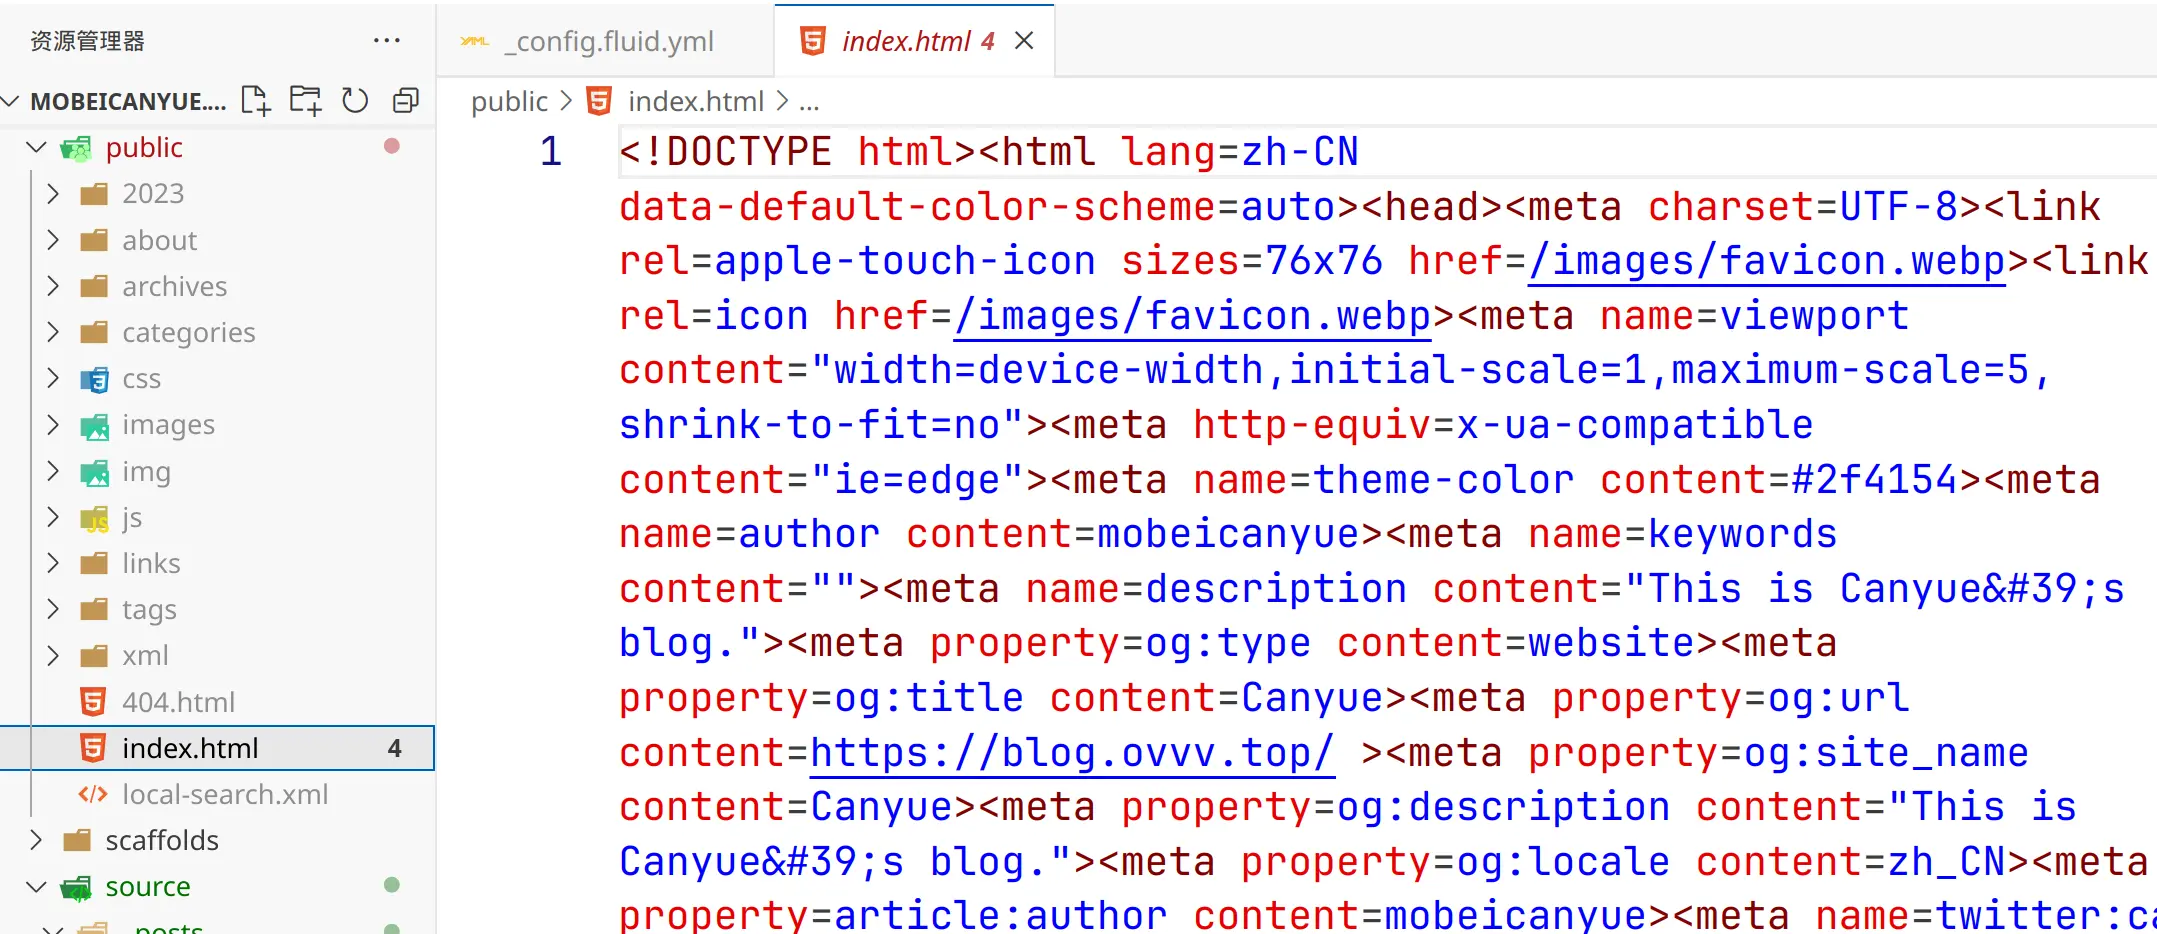 资源管理器
MOBEICANYUE....
public
2023
about
archives
categories
css
images
img
js
links
tags
xml
404.html
index.html 4
local-search.xml
scaffolds
source
_config.fluid.yml
index.html 4
public > index.html > ...
1
<!DOCTYPE html><html lang=zh-CN
data-default-color-scheme=auto><head><meta charset=UTF-8><link
rel=apple-touch-icon sizes=76x76 href=/images/favicon.webp><link
rel=icon href=/images/favicon.webp><meta name=viewport
content="width=device-width,initial-scale=1,maximum-scale=5,
shrink-to-fit=no"><meta http-equiv=x-ua-compatible
content="ie=edge"><meta name=theme-color content=#2f4154><meta
name=author content=mobeicanyue><meta name=keywords
content=""><meta name=description content="This is Canyue&#39;s
blog."><meta property=og:type content=website><meta
property=og:title content=Canyue><meta property=og:url
content=https://blog.ovvv.top/ ><meta property=og:site_name
content=Canyue><meta property=og:description content="This is
Canyue&#39;s blog."><meta property=og:locale content=zh_CN><meta
property=article:author content=mobeicanyue><meta name=twitter:ca